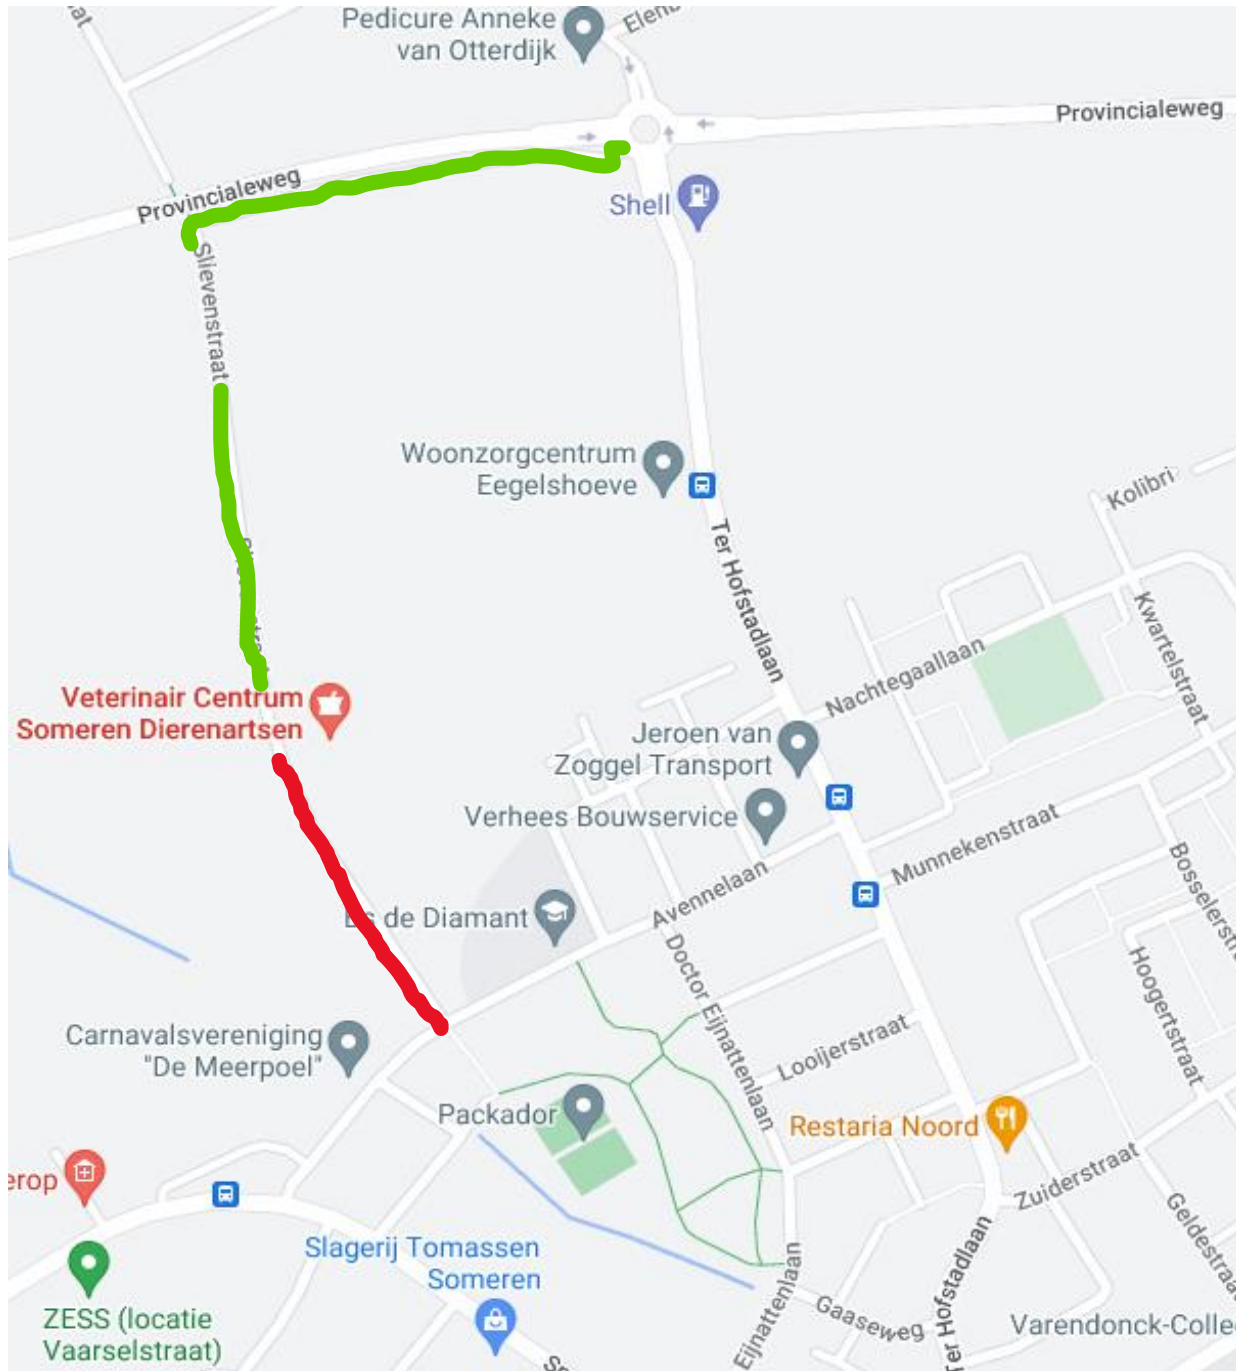 at
Pedicure Anneke
van Otterdijk
Provincialeweg
Provincialeweg
Shell
Slievenstraat
Woonzorgcentrum
Eegelshoeve
Kolibri
Ter Hofstadlaan
Kwartelstraat
Nachtegaallaan
Veterinair Centrum
Someren Dierenartsen
Jeroen van
Zoggel Transport
Verhees Bouwservice
Munnekenstraat
Avennelaan
de Diamant
Doctor Eijnattenlaan
Hoogertstraat
Carnavalsvereniging
"De Meerpoel"
Looijerstraat
Packador
Restaria Noord
erop
Zuiderstraat
Slagerij Tomassen
Someren
ZESS (locatie
Vaarselstraat)
Eijnattenlaan
Gaaseweg
Ter Hofstadlaan
Varendonck-Colle